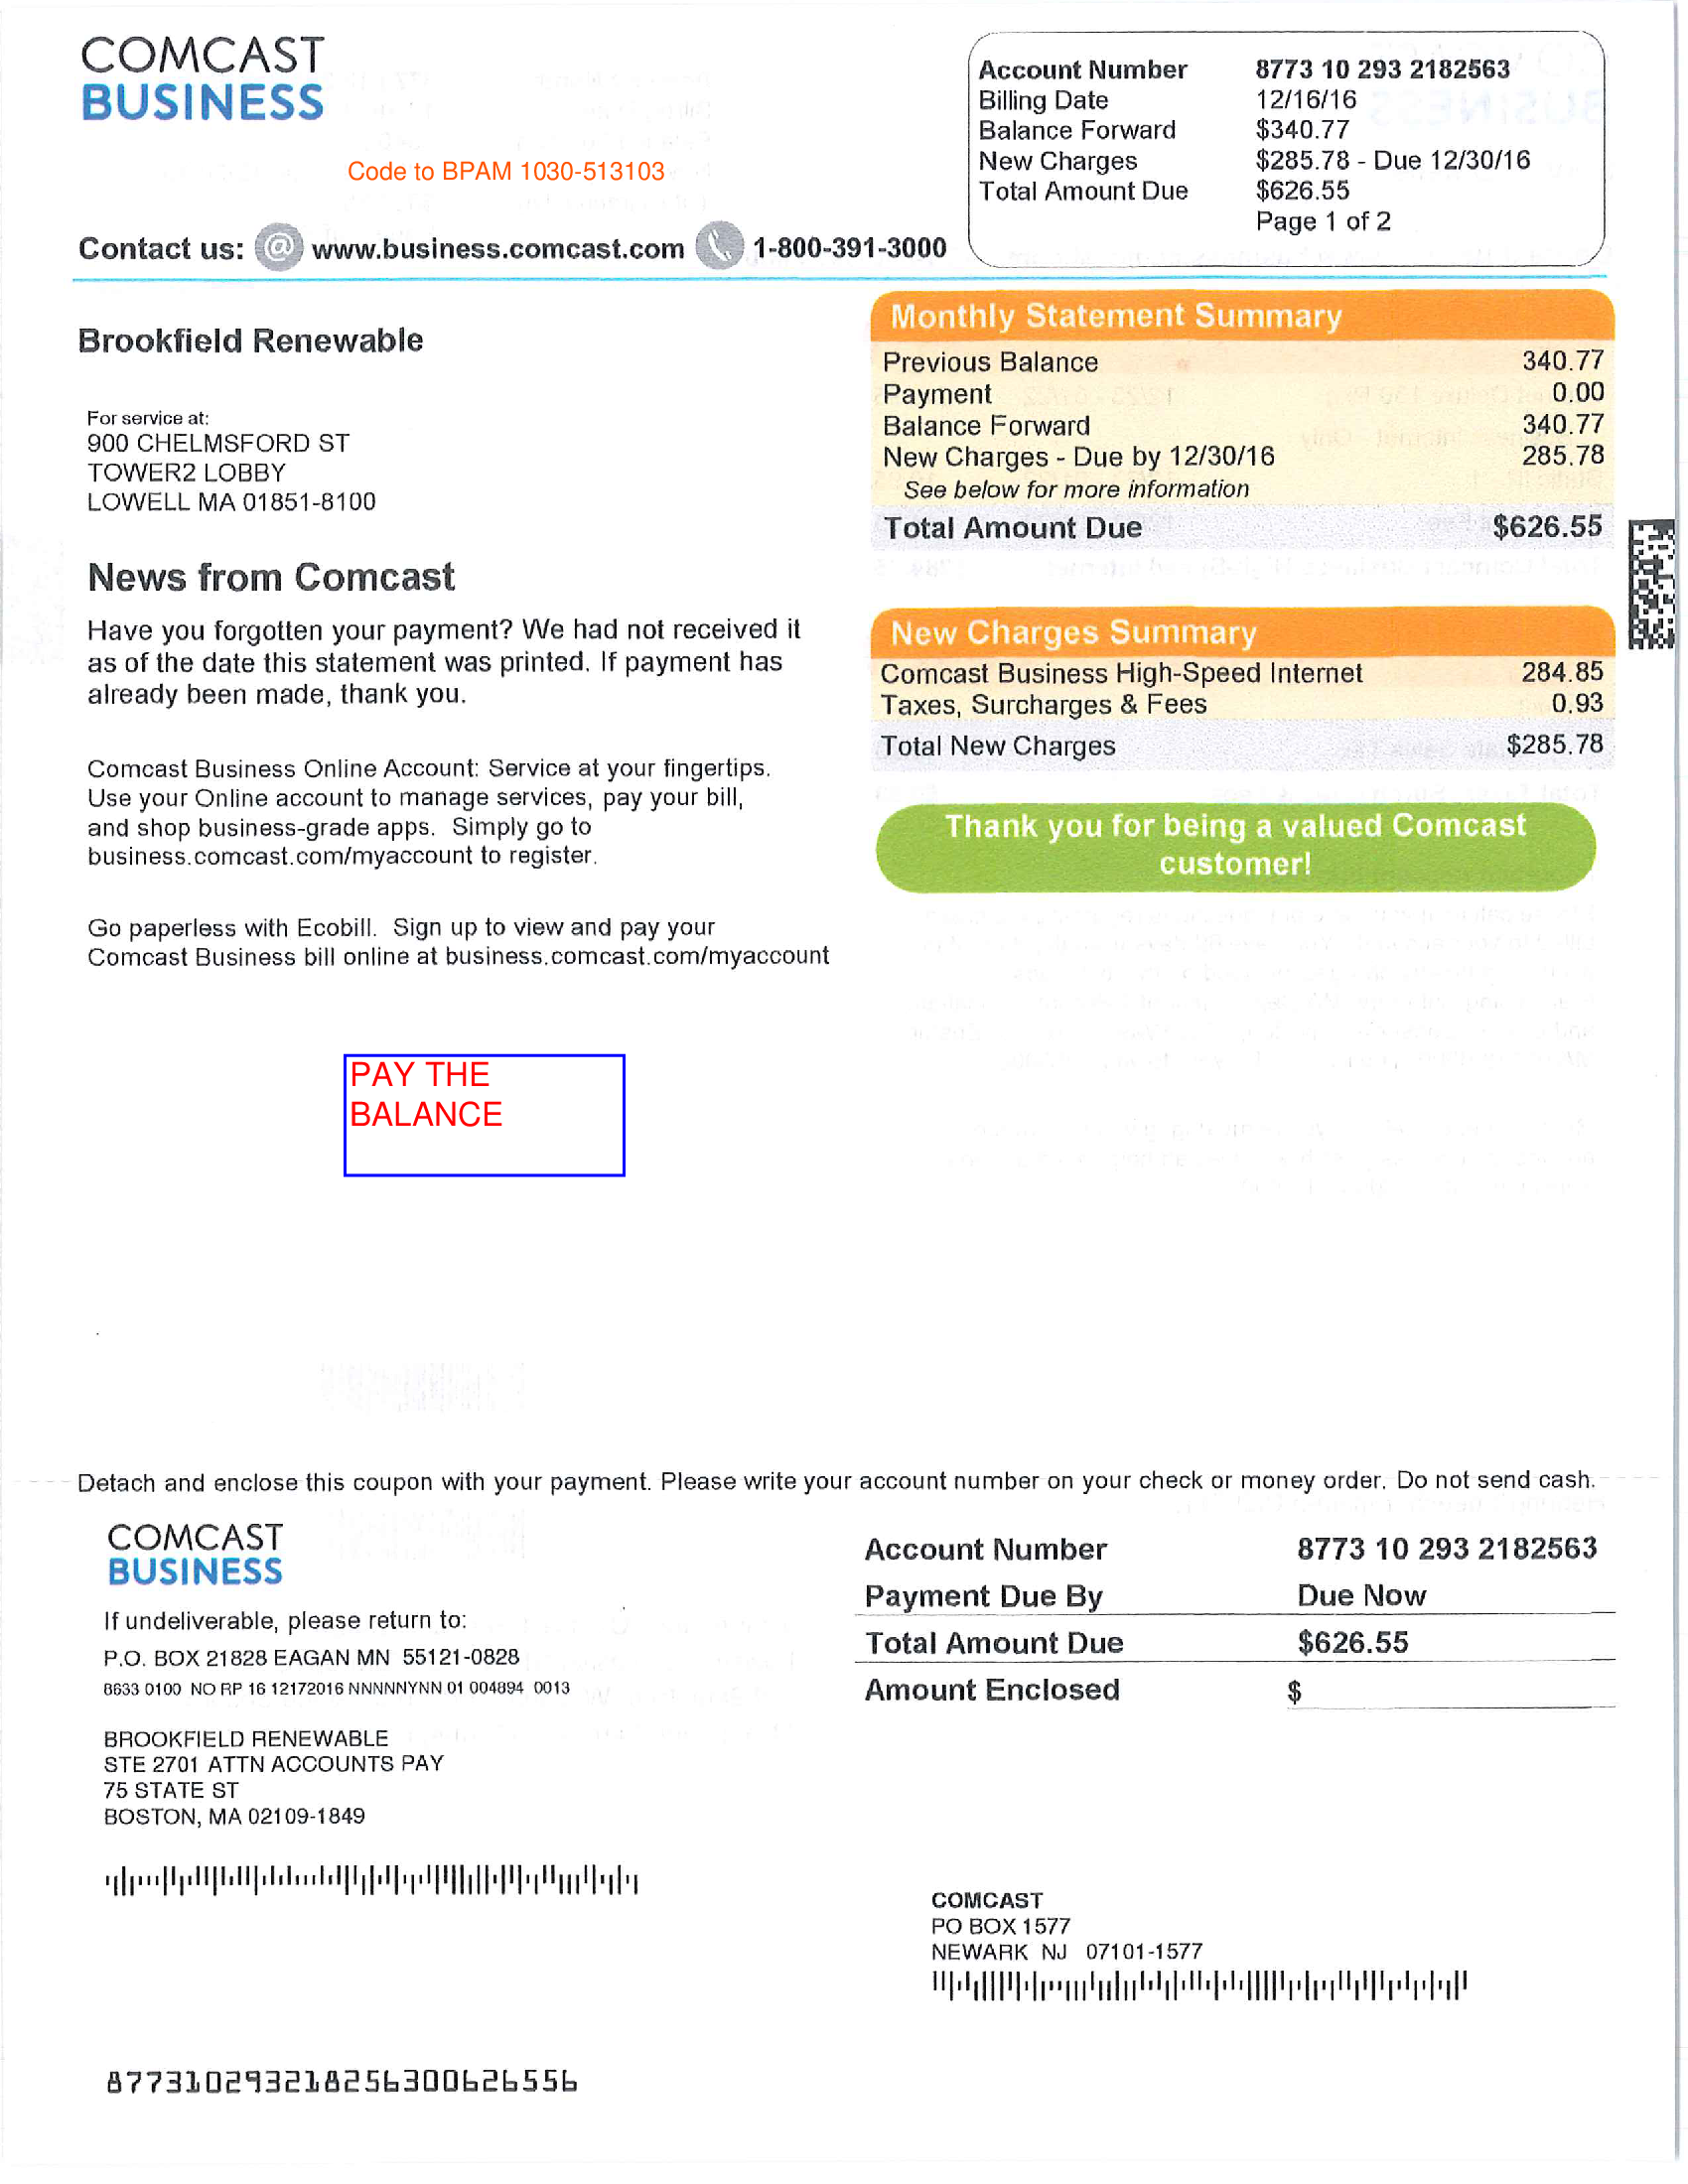 COMCAST
BUSINESS
Code to BPAM 1030-513103
Contact us: @ www.business.comcast.com 1-800-391-3000
Account Number 8773 10 293 2182563
Billing Date 12/16/16
Balance Forward $340.77
New Charges $285.78 - Due 12/30/16
Total Amount Due $626.55
Page 1 of 2
Brookfield Renewable
For service at:
900 CHELMSFORD ST
TOWER2 LOBBY
LOWELL MA 01851-8100
News from Comcast
Have you forgotten your payment? We had not received it
as of the date this statement was printed. If payment has
already been made, thank you.
Comcast Business Online Account: Service at your fingertips.
Use your Online account to manage services, pay your bill,
and shop business-grade apps. Simply go to
business.comcast.com/myaccount to register.
Go paperless with Ecobill. Sign up to view and pay your
Comcast Business bill online at business.comcast.com/myaccount
Monthly Statement Summary
Previous Balance 340.77
Payment 0.00
Balance Forward 340.77
New Charges - Due by 12/30/16 285.78
See below for more information
Total Amount Due $626.55
New Charges Summary
Comcast Business High-Speed Internet 284.85
Taxes, Surcharges & Fees 0.93
Total New Charges $285.78
Thank you for being a valued Comcast
customer!
PAY THE
BALANCE
Detach and enclose this coupon with your payment. Please write your account number on your check or money order. Do not send cash.
COMCAST
BUSINESS
If undeliverable, please return to:
P.O. BOX 21828 EAGAN MN 55121-0828
8633 0100 NO RP 16 12172016 NNNNNYNN 01 004894 0013
BROOKFIELD RENEWABLE
STE 2701 ATTN ACCOUNTS PAY
75 STATE ST
BOSTON, MA 02109-1849
Account Number 8773 10 293 2182563
Payment Due By Due Now
Total Amount Due $626.55
Amount Enclosed $
COMCAST
PO BOX 1577
NEWARK NJ 07101-1577
877310293218256300626556